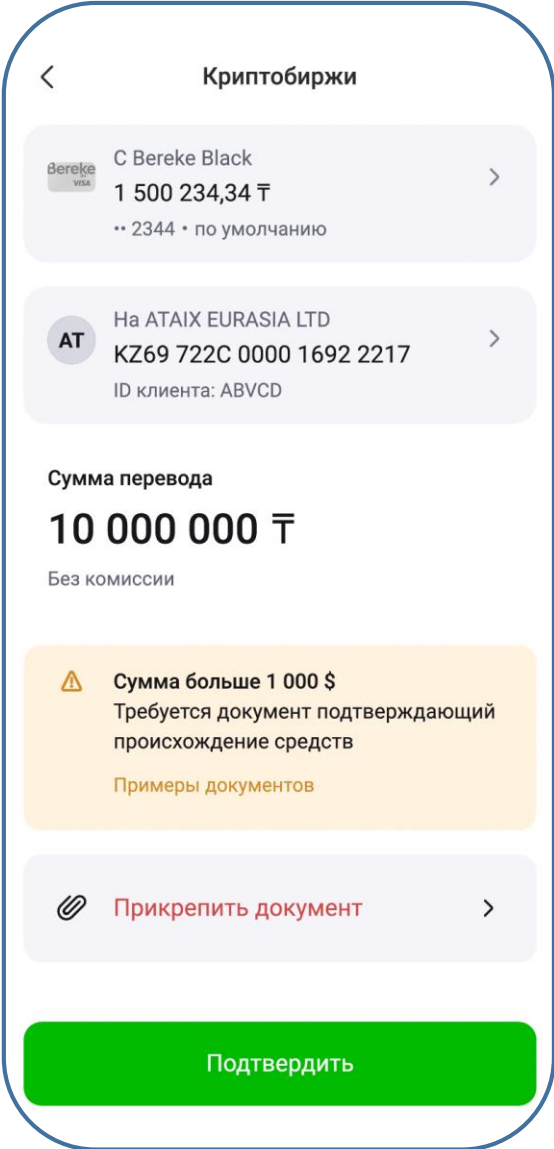 Криптобиржи
Bereke
VISA
С Bereke Black
1 500 234,34 ₸
•• 2344 • по умолчанию
AT
На ATAIX EURASIA LTD
KZ69 722C 0000 1692 2217
ID клиента: ABVCD
Сумма перевода
10 000 000 ₸
Без комиссии
Сумма больше 1 000 $
Требуется документ подтверждающий
происхождение средств
Примеры документов
Прикрепить документ
Подтвердить